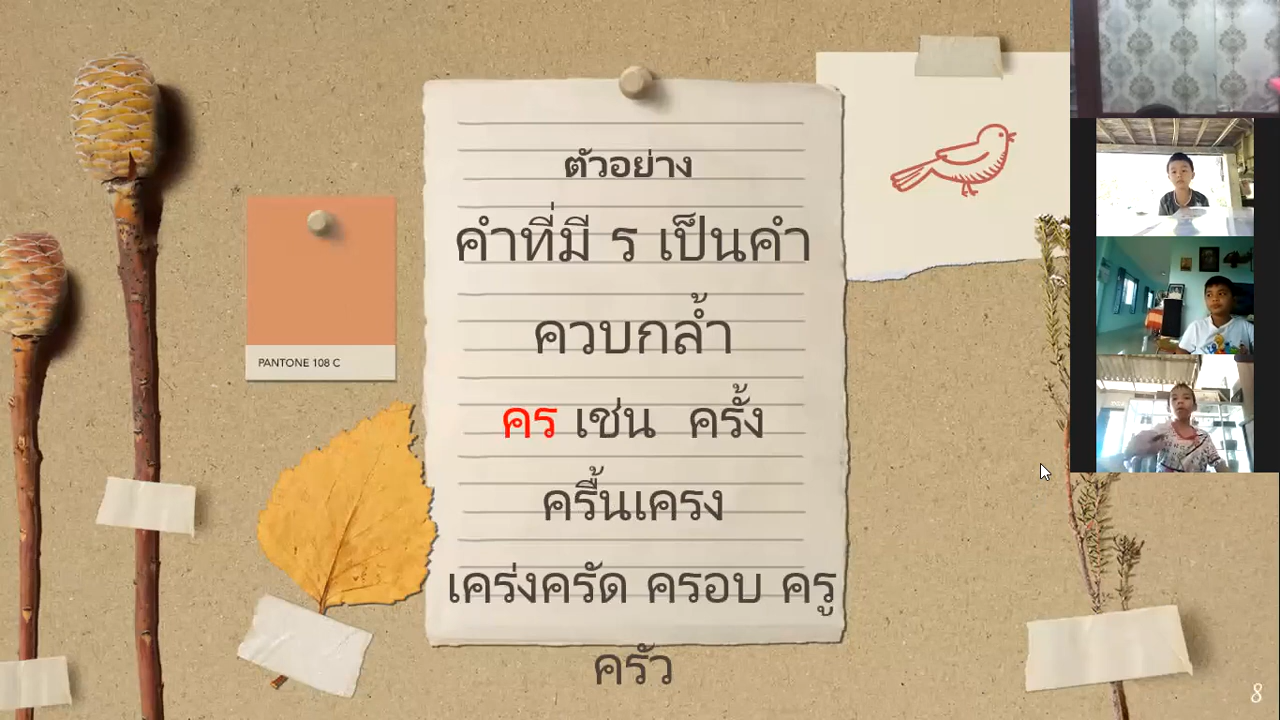 ตัวอย่าง
คำที่มี ร เป็นคำ
ควบกล้ำ
คร เช่น ครั้ง
ครื้นเครง
เคร่งครัด ครอบ ครู
ครัว
PANTONE 108 C
8